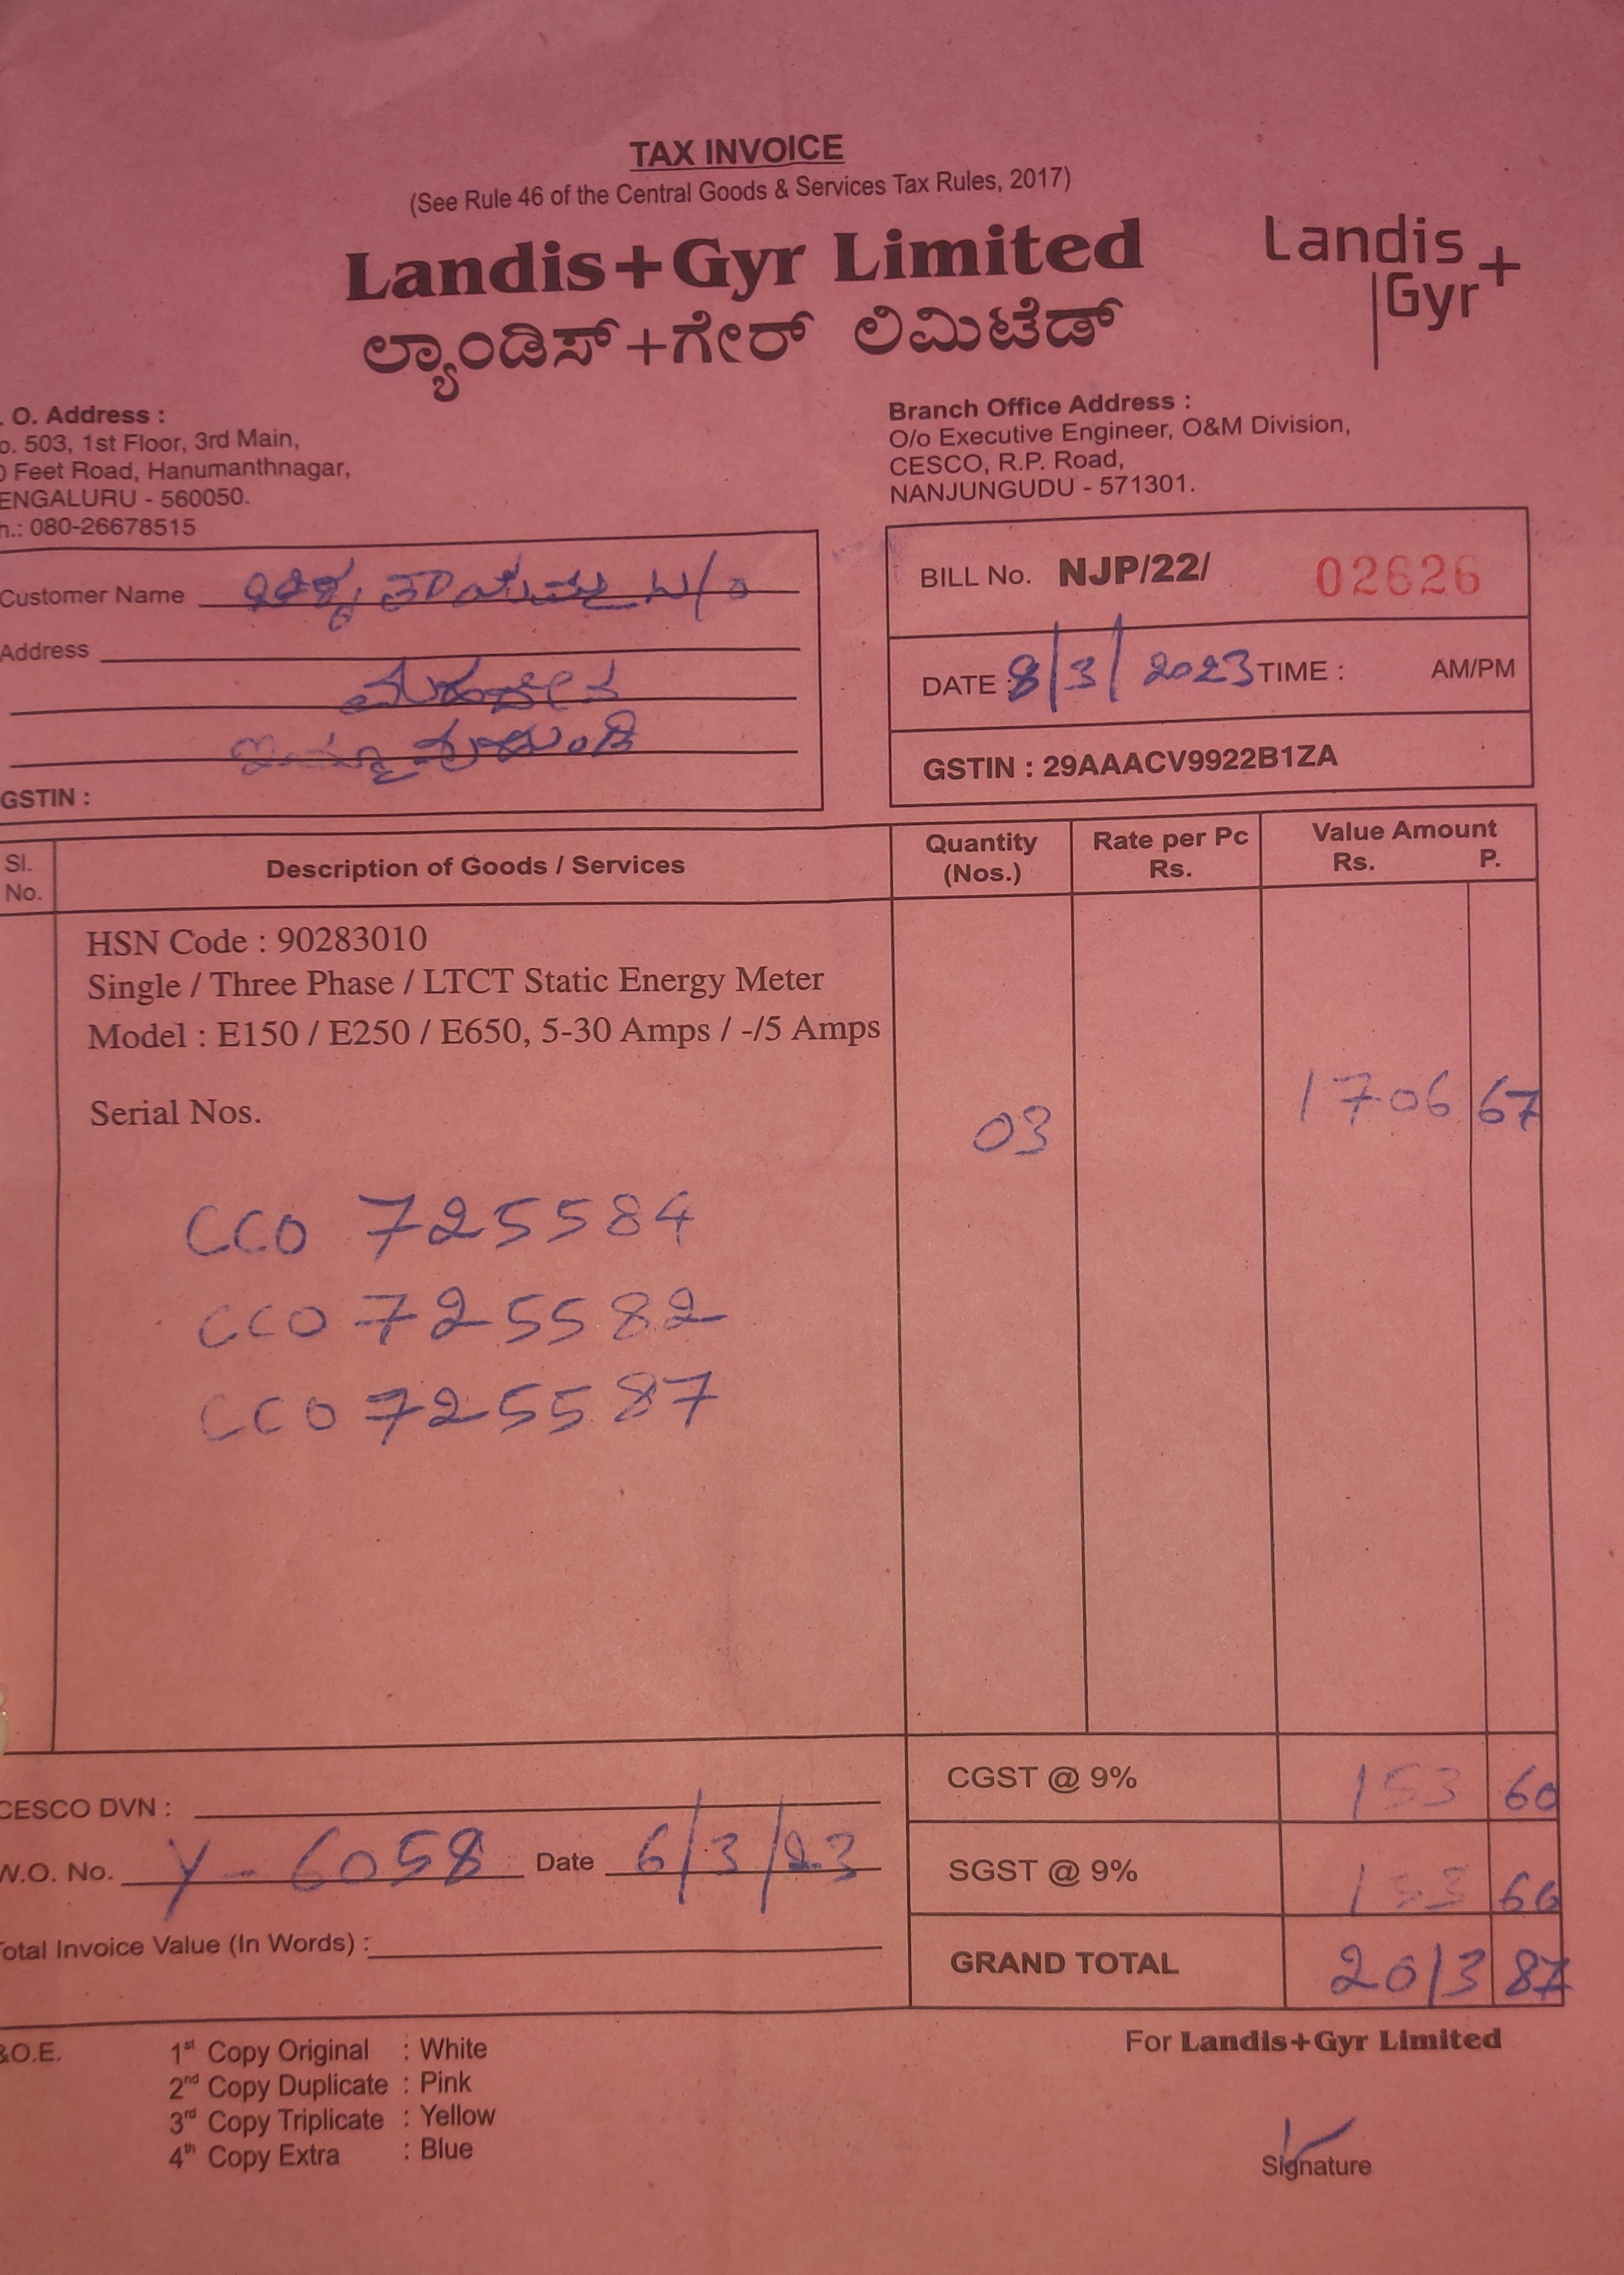 TAX INVOICE
(See Rule 46 of the Central Goods & Services Tax Rules, 2017)
Landis+Gyr Limited
ಲ್ಯಾಂಡಿಸ್+ಗೇರ್ ಲಿಮಿಟೆಡ್
Landis
Gyr+
. O. Address :
o. 503, 1st Floor, 3rd Main,
0 Feet Road, Hanumanthnagar,
ENGALURU - 560050.
h.: 080-26678515
Branch Office Address :
O/o Executive Engineer, O&M Division,
CESCO, R.P. Road,
NANJUNGUDU - 571301.
Customer Name
Address
GSTIN :
BILL No. NJP/22/ 02626
DATE : 8/3/2023 TIME : AM/PM
GSTIN : 29AAACV9922B1ZA
Sl. No. Description of Goods / Services Quantity (Nos.) Rate per Pc Rs. Value Amount Rs. P.
HSN Code : 90283010
Single / Three Phase / LTCT Static Energy Meter
Model : E150 / E250 / E650, 5-30 Amps / -/5 Amps
Serial Nos. 03 1706 67
CCO 725584
CCO 725582
CCO 725587
CGST @ 9% 153 60
CESCO DVN :
W.O. No. Y-6058 Date 6/3/23
SGST @ 9% 153 60
Total Invoice Value (In Words) :
GRAND TOTAL 2013 87
&O.E.
1st Copy Original : White
2nd Copy Duplicate : Pink
3rd Copy Triplicate : Yellow
4th Copy Extra : Blue
For Landis+Gyr Limited
Signature